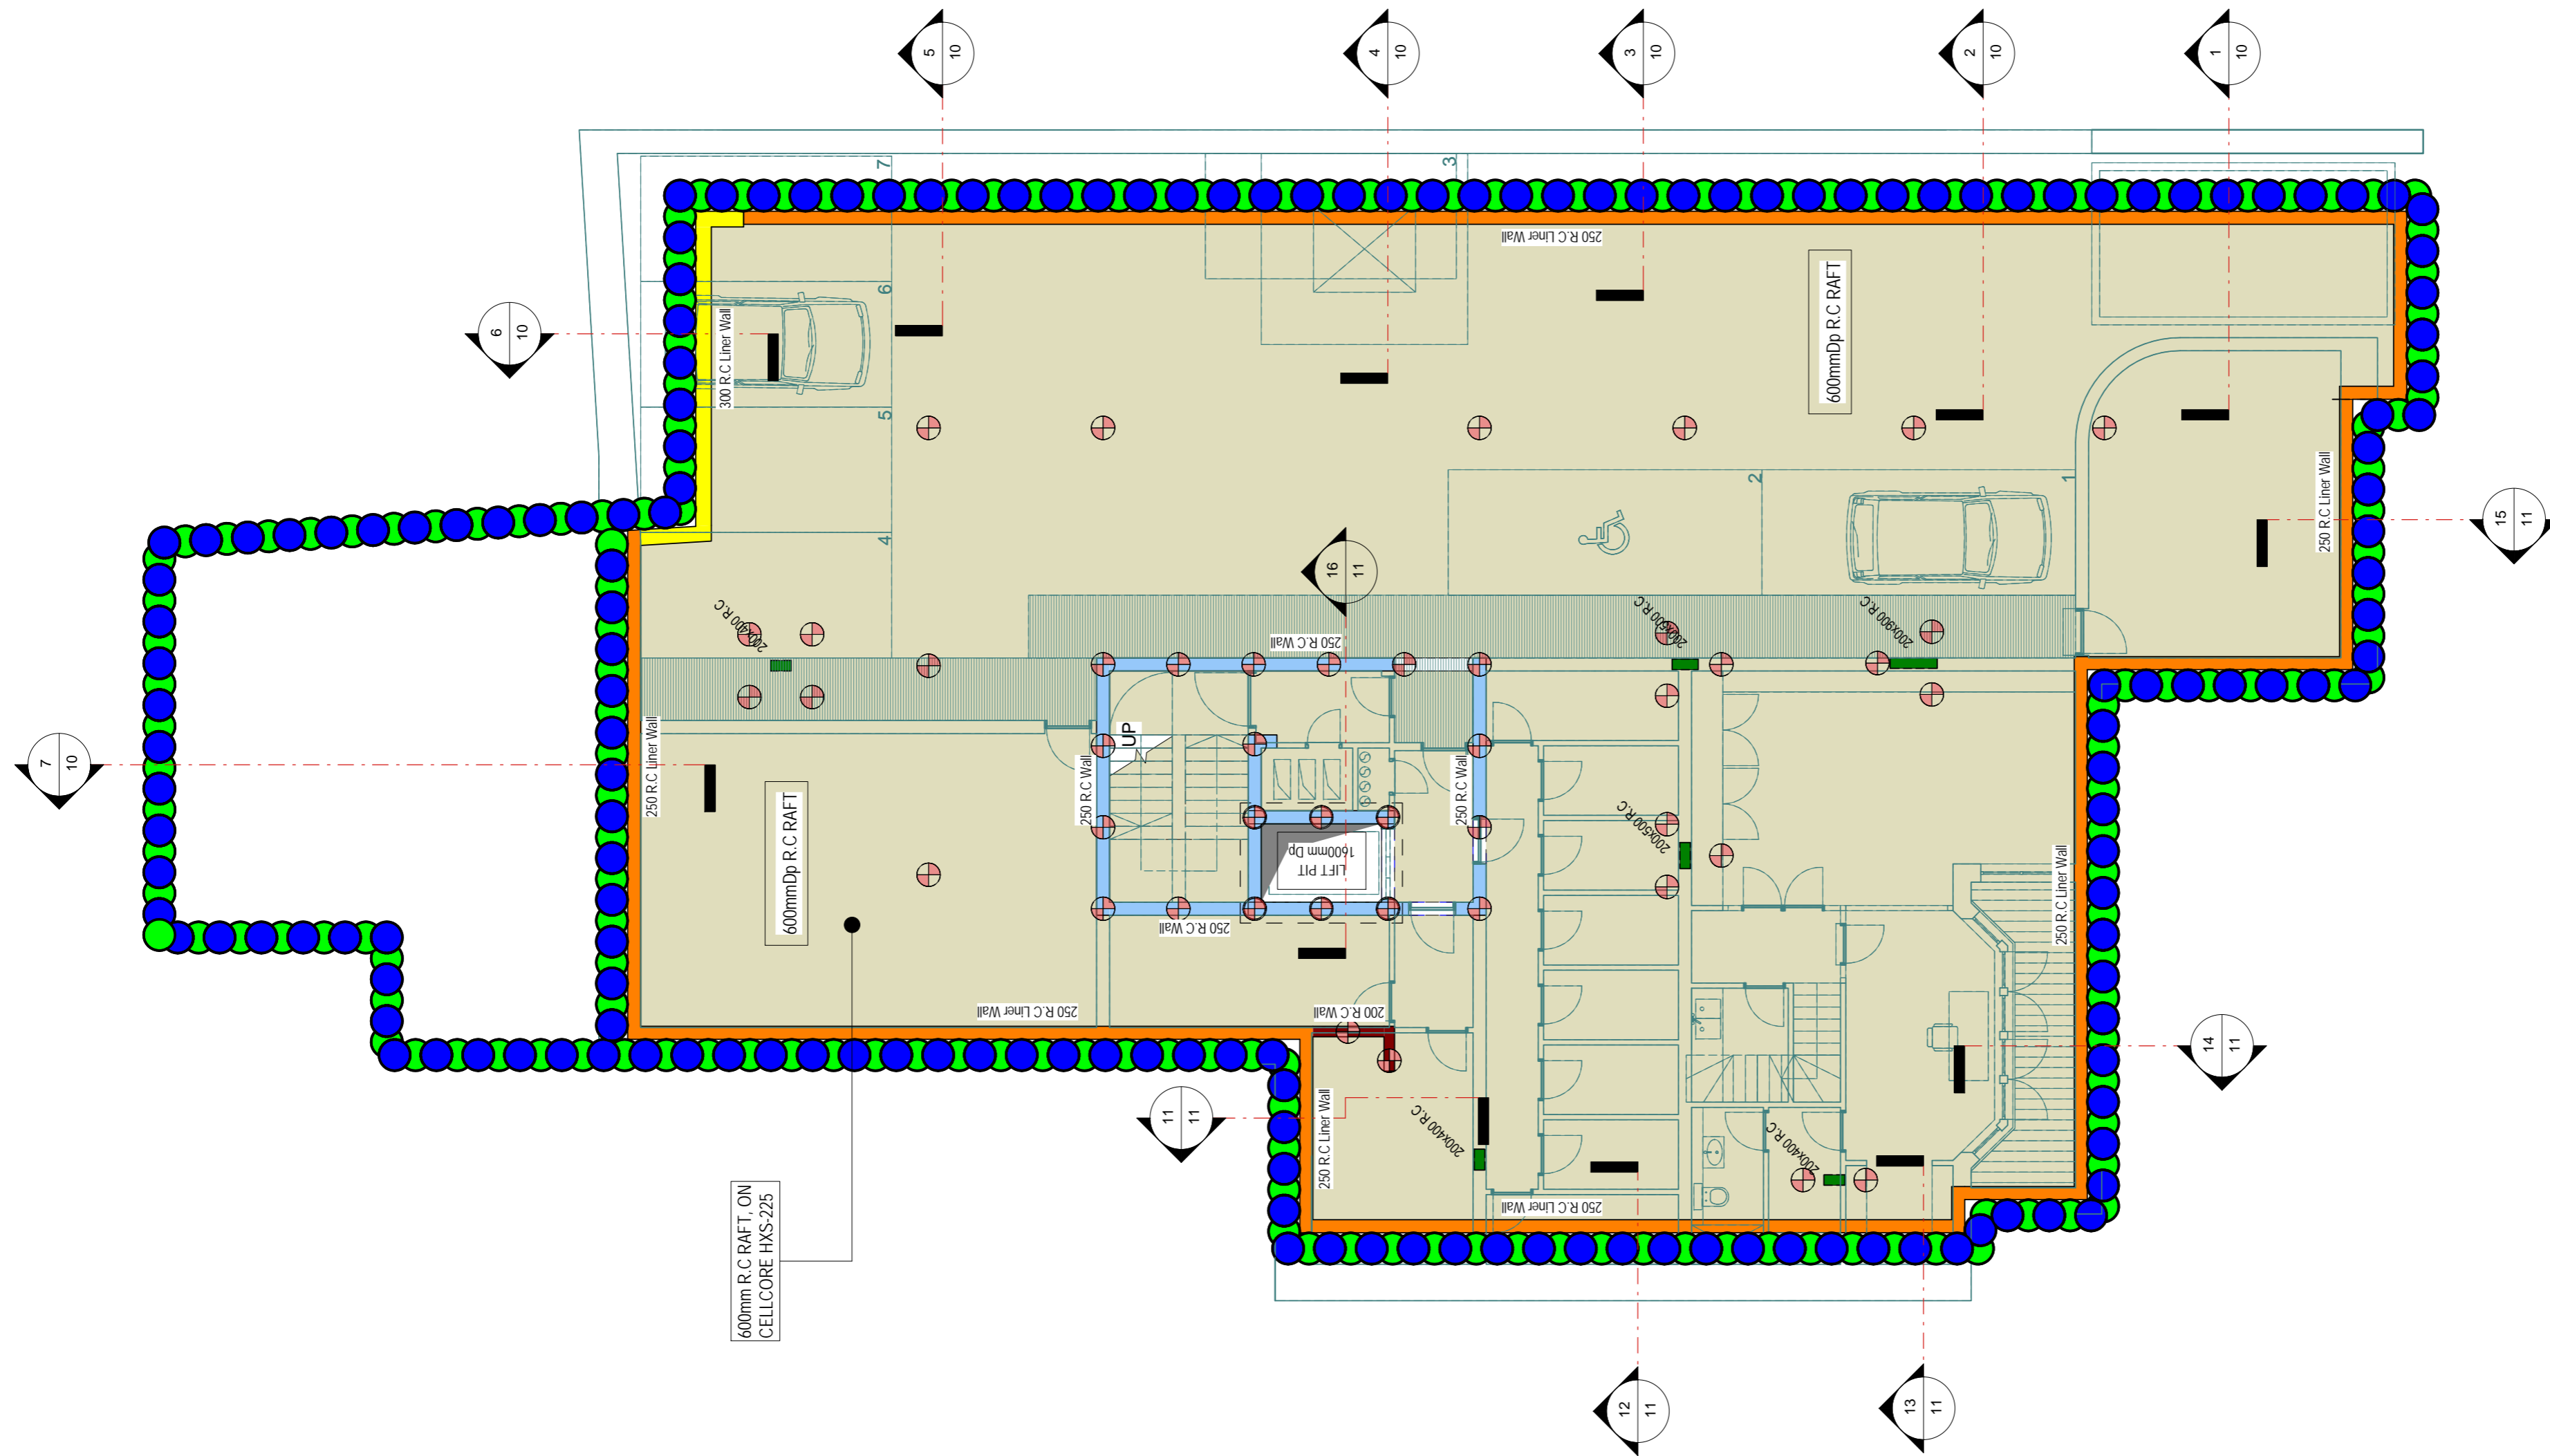 5
10
4
10
3
10
2
10
1
10
7
3
250 R.C Liner Wall
6
10
6
300 R.C Liner Wall
600mmDp R.C RAFT
5
2
1
250 R.C Liner Wall
15
11
4
16
11
200x400 R.C
250 R.C Wall
200x500 R.C
200x900 R.C
7
10
250 R.C Liner Wall
UP
250 R.C Wall
250 R.C Wall
600mmDp R.C RAFT
LIFT PIT
1600mm Dp
200x500 R.C
250 R.C Wall
250 R.C Liner Wall
250 R.C Liner Wall
200 R.C Wall
14
11
11
11
250 R.C Liner Wall
200x400 R.C
200x400 R.C
250 R.C Liner Wall
600mm R.C RAFT, ON
CELLCORE HXS-225
12
11
13
11